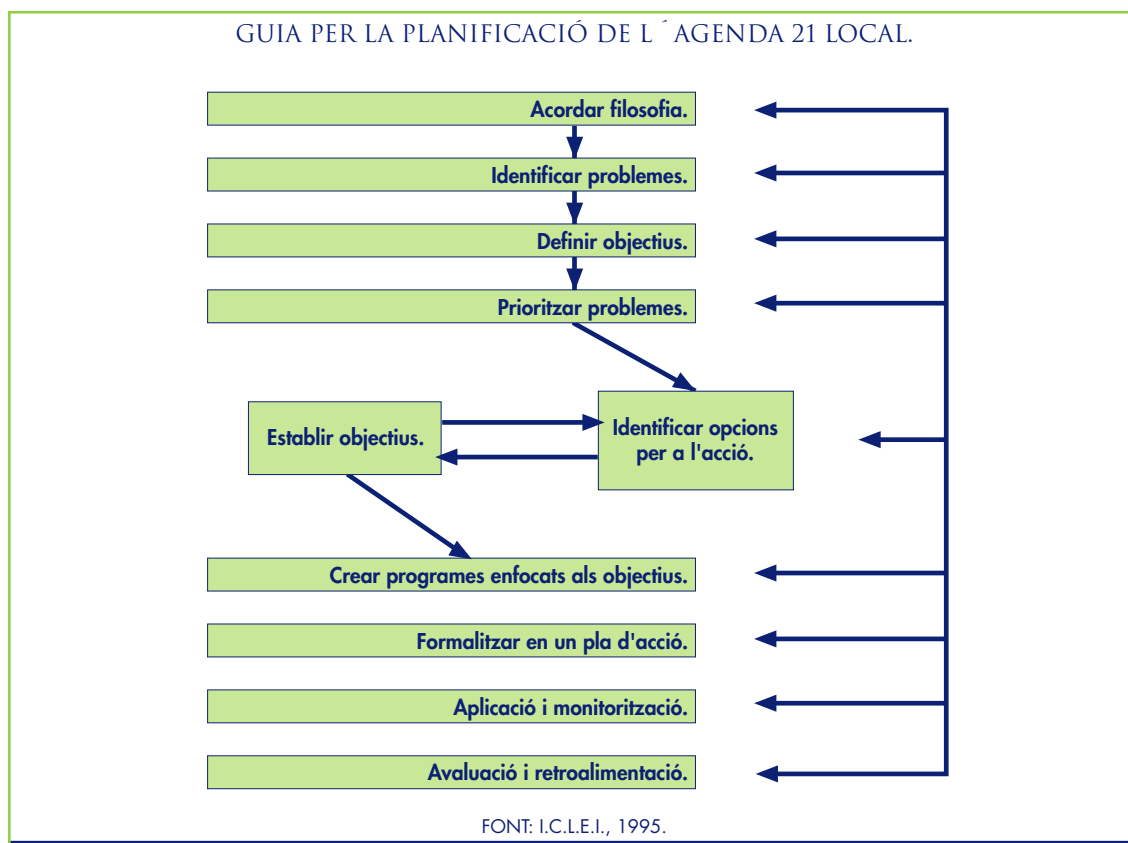 GUIA PER LA PLANIFICACIÓ DE L´AGENDA 21 LOCAL.
Acordar filosofia.
Identificar problemes.
Definir objectius.
Prioritzar problemes.
Establir objectius.
Identificar opcions
per a l'acció.
Crear programes enfocats als objectius.
Formalitzar en un pla d'acció.
Aplicació i monitorització.
Avaluació i retroalimentació.
FONT: I.C.L.E.I., 1995.